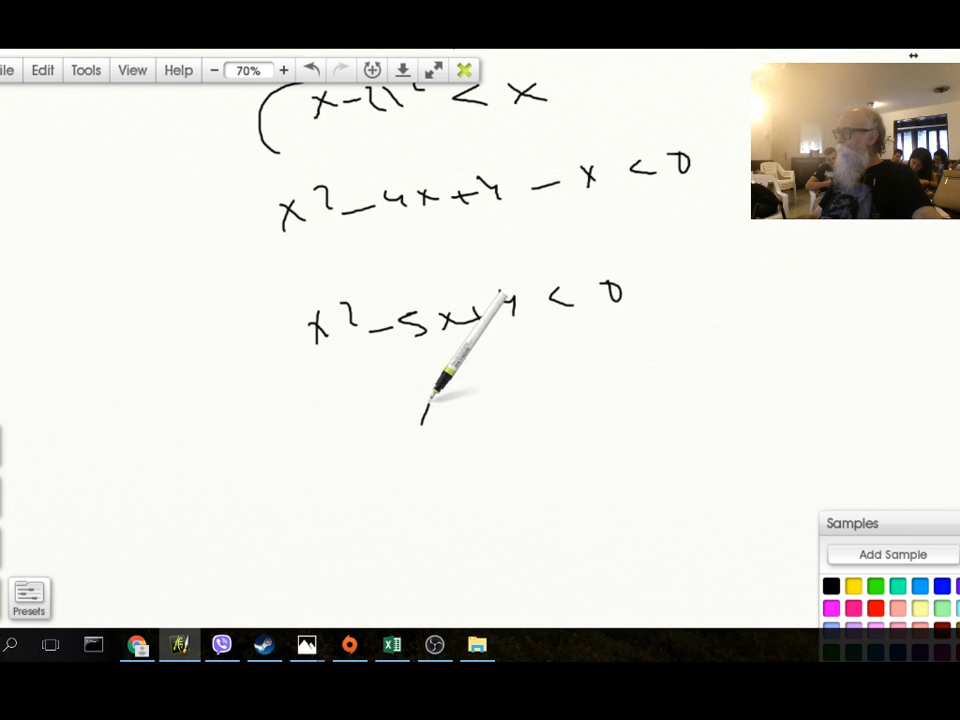 ile Edit Tools View Help − 70% +
(x-2)² < x
x² - 4x + 4 - x < 0
x² - 5x + 4 < 0
Samples
Add Sample
Presets